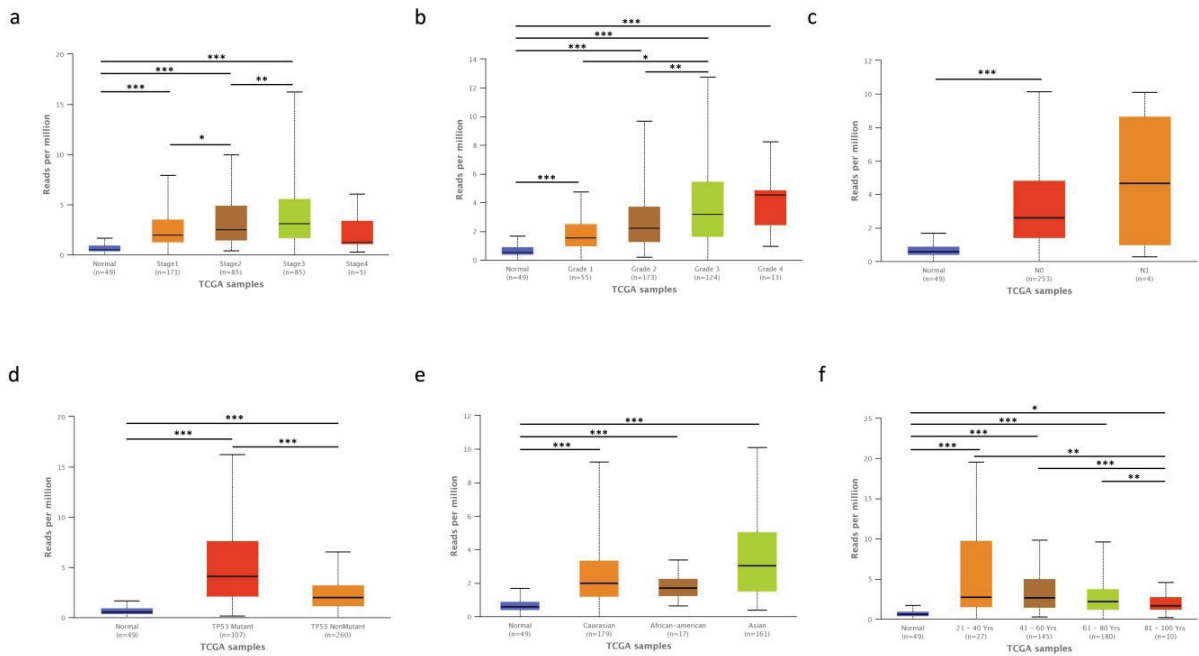 a
***
***
***
**
*
Reads per million
20
15
10
5
0
Normal
(n=49)
Stage1
(n=171)
Stage2
(n=85)
Stage3
(n=85)
Stage4
(n=5)
TCGA samples
b
***
***
***
*
**
***
Reads per million
14
12
10
8
6
4
2
0
Normal
(n=49)
Grade 1
(n=55)
Grade 2
(n=173)
Grade 3
(n=124)
Grade 4
(n=13)
TCGA samples
c
***
Reads per million
12
10
8
6
4
2
0
Normal
(n=49)
N0
(n=253)
N1
(n=4)
TCGA samples
d
***
***
***
Reads per million
20
15
10
5
0
Normal
(n=49)
TP53 Mutant
(n=107)
TP53 NonMutant
(n=260)
TCGA samples
e
***
***
***
Reads per million
12
10
8
6
4
2
0
Normal
(n=49)
Caucasian
(n=179)
African-american
(n=17)
Asian
(n=161)
TCGA samples
f
*
***
***
***
**
***
**
Reads per million
25
20
15
10
5
0
Normal
(n=49)
21 - 40 Yrs
(n=27)
41 - 60 Yrs
(n=145)
61 - 80 Yrs
(n=180)
81 - 100 Yrs
(n=10)
TCGA samples